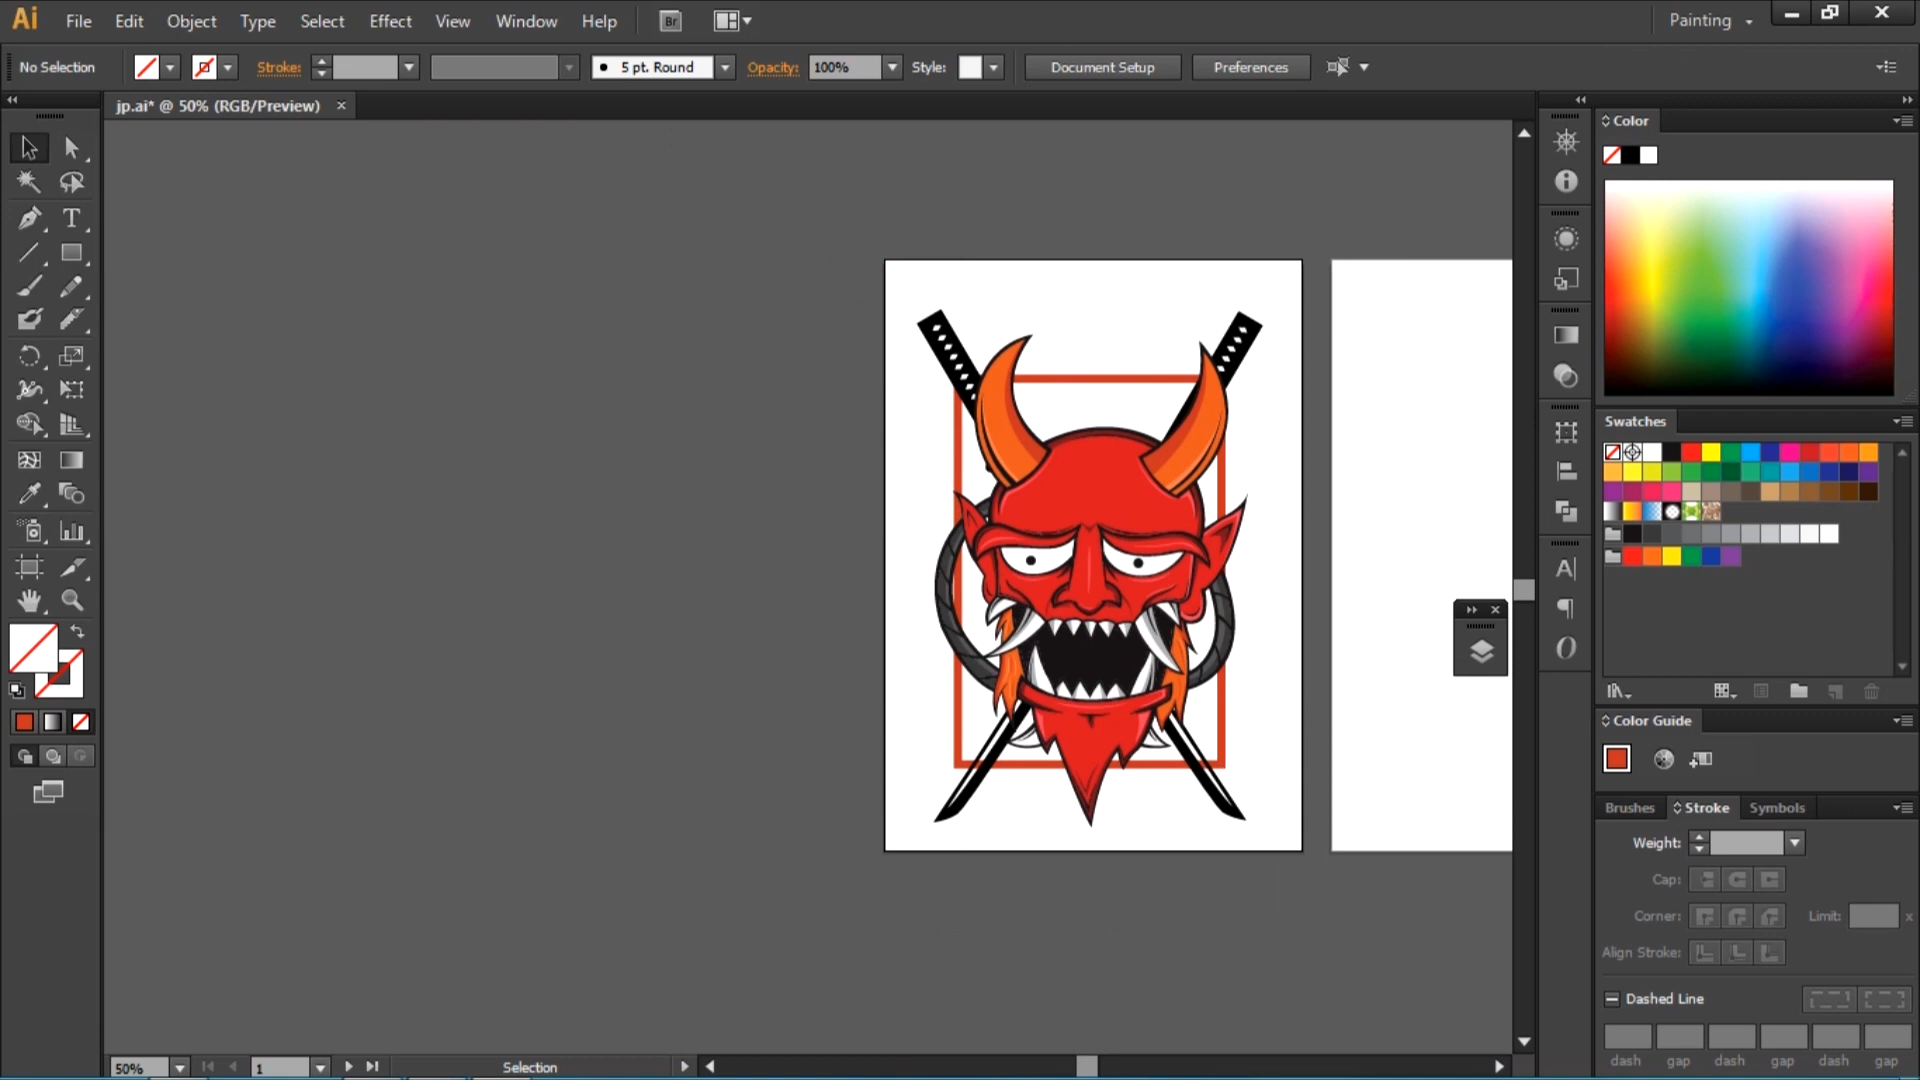 Ai File Edit Object Type Select Effect View Window Help Br Painting
No Selection Stroke: 5 pt. Round Opacity: 100% Style: Document Setup Preferences
jp.ai* @ 50% (RGB/Preview)
Color
Swatches
Color Guide
Brushes Stroke Symbols
Weight:
Cap:
Corner: Limit: x
Align Stroke:
Dashed Line
dash gap dash gap dash gap
50% 1 Selection